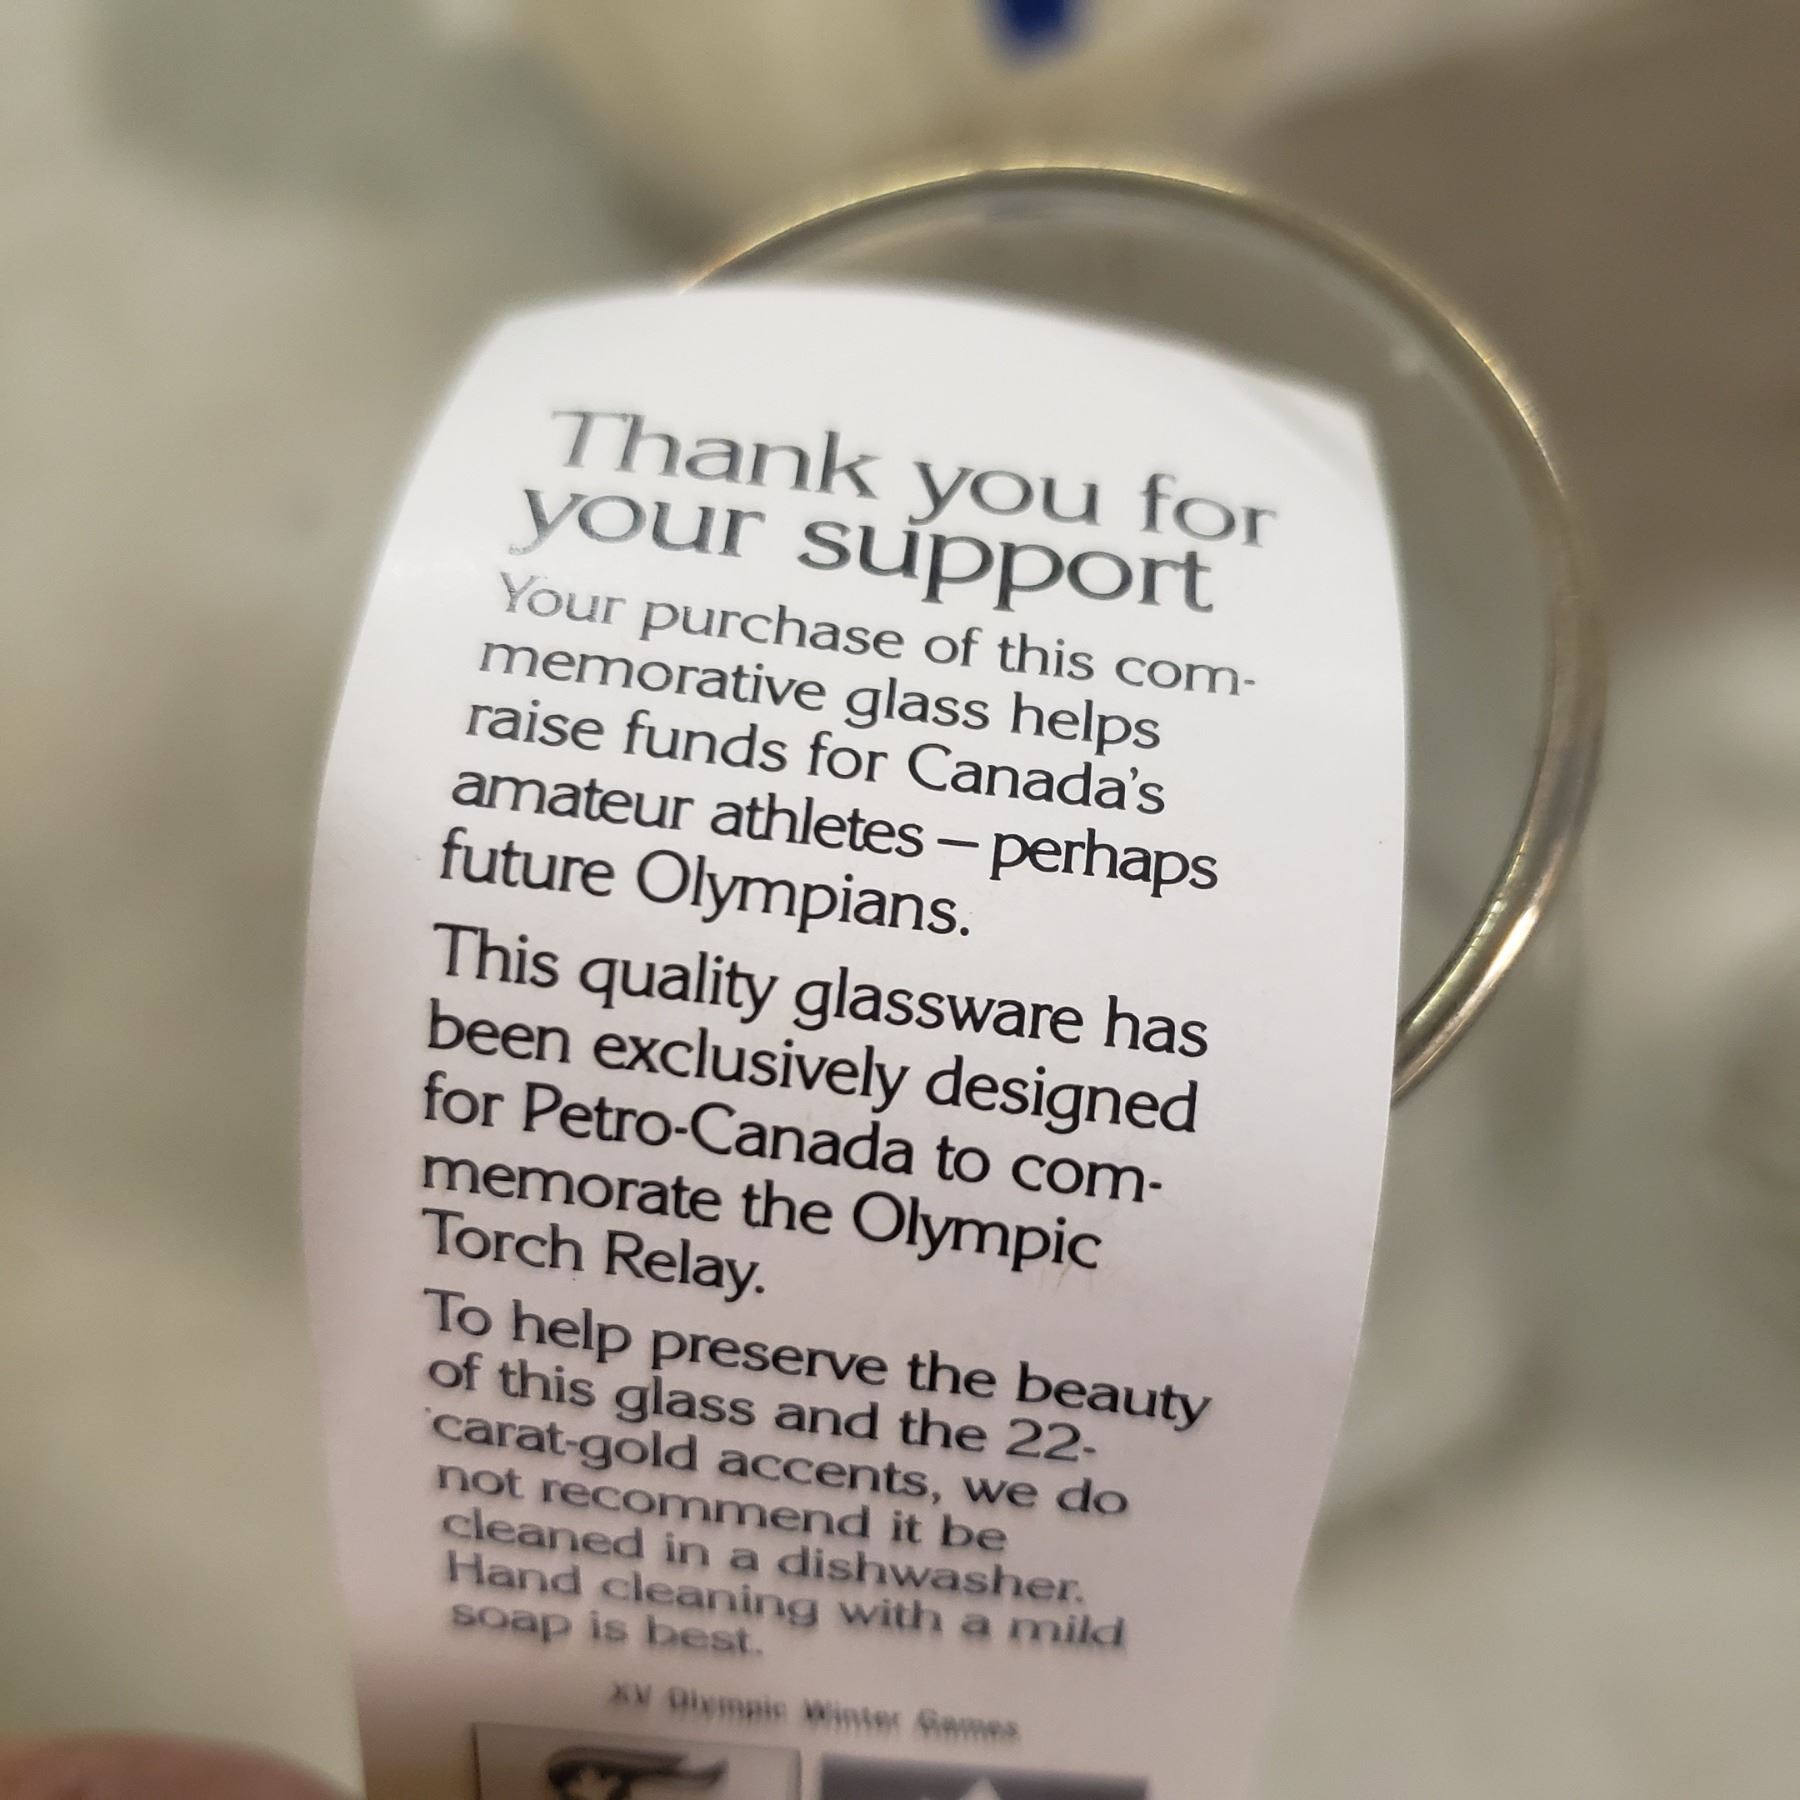 Thank you for
your support
Your purchase of this com-
memorative glass helps
raise funds for Canada's
amateur athletes – perhaps
future Olympians.
This quality glassware has
been exclusively designed
for Petro-Canada to com-
memorate the Olympic
Torch Relay.
To help preserve the beauty
of this glass and the 22-
carat-gold accents, we do
not recommend it be
cleaned in a dishwasher.
Hand cleaning with a mild
soap is best.
XV Olympic Winter Games